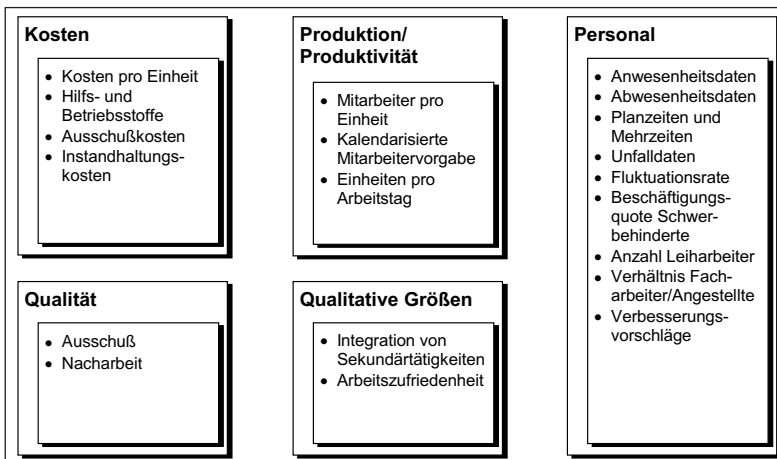 Kosten
• Kosten pro Einheit
• Hilfs- und
Betriebsstoffe
• Ausschußkosten
• Instandhaltungs-
kosten
Produktion/
Produktivität
• Mitarbeiter pro
Einheit
• Kalendarisierte
Mitarbeitervorgabe
• Einheiten pro
Arbeitstag
Personal
• Anwesenheitsdaten
• Abwesenheitsdaten
• Planzeiten und
Mehrzeiten
• Unfalldaten
• Fluktuationsrate
• Beschäftigungs-
quote Schwer-
behinderte
• Anzahl Leiharbeiter
• Verhältnis Fach-
arbeiter/Angestellte
• Verbesserungs-
vorschläge
Qualität
• Ausschuß
• Nacharbeit
Qualitative Größen
• Integration von
Sekundärtätigkeiten
• Arbeitszufriedenheit